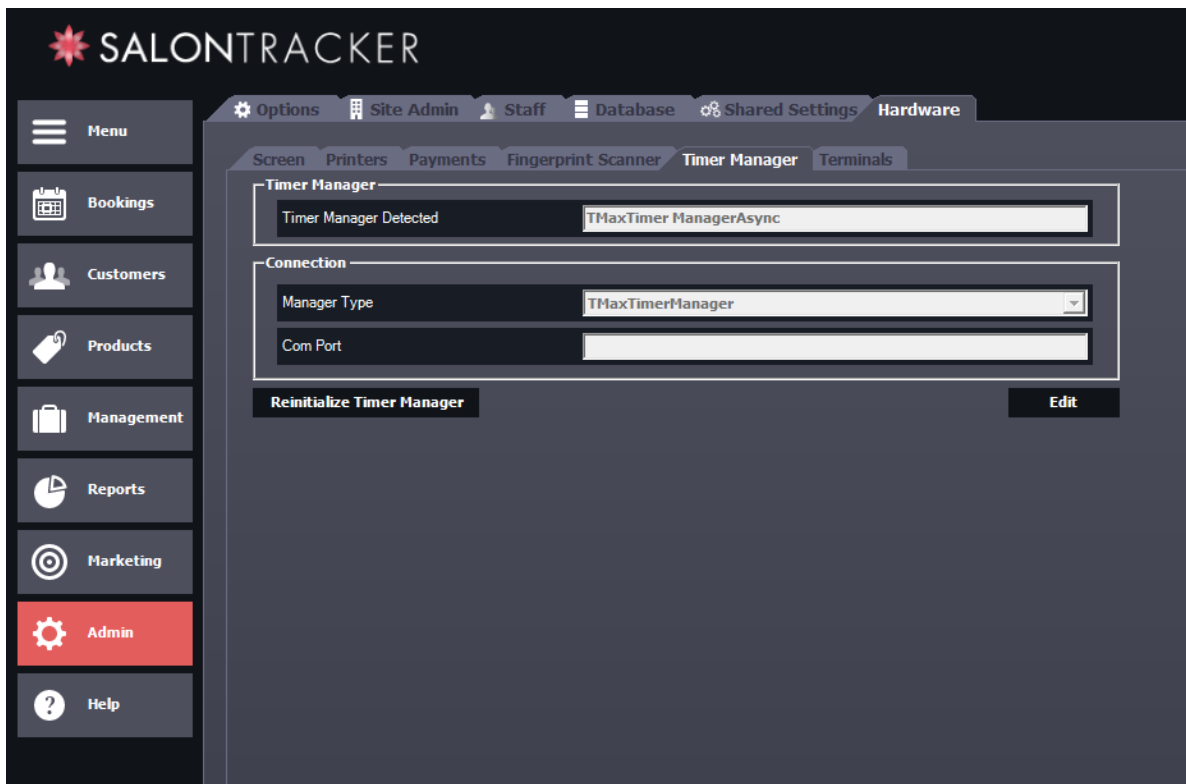 SALONTRACKER
Menu
Bookings
Customers
Products
Management
Reports
Marketing
Admin
? Help
Options Site Admin Staff Database Shared Settings Hardware
Screen Printers Payments Fingerprint Scanner Timer Manager Terminals
Timer Manager
Timer Manager Detected TMaxTimer ManagerAsync
Connection
Manager Type TMaxTimerManager
Com Port
Reinitialize Timer Manager Edit